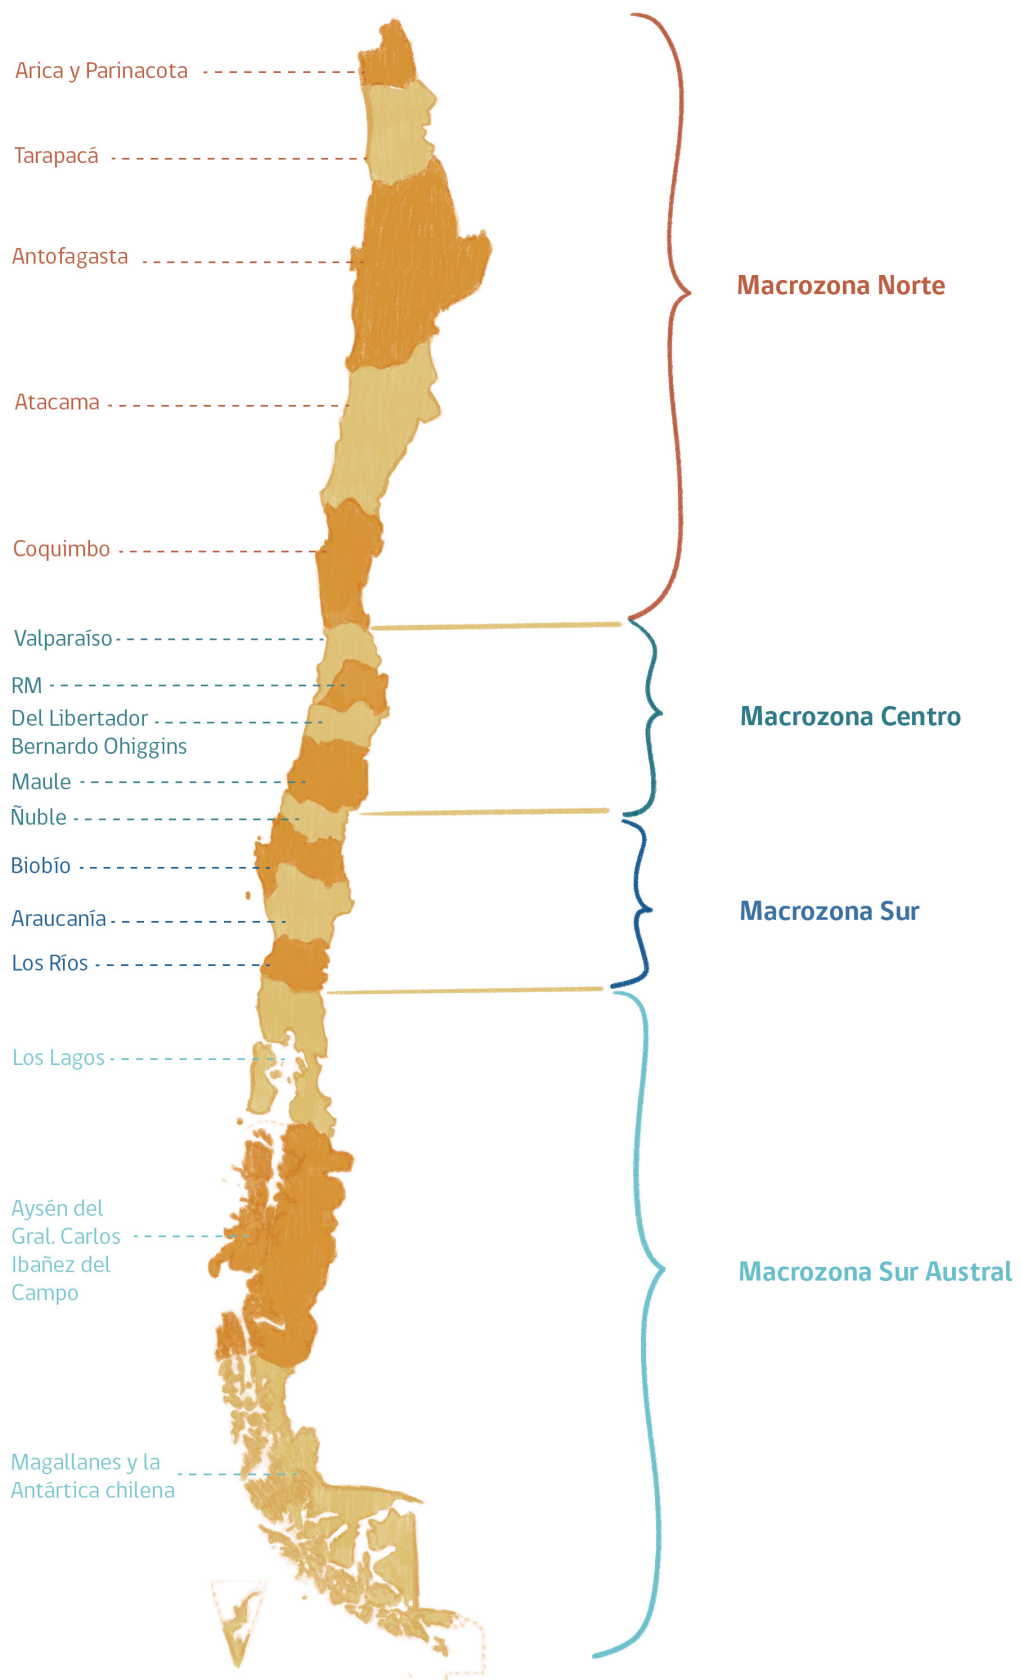 Arica y Parinacota
Tarapacá
Antofagasta
Macrozona Norte
Atacama
Coquimbo
Valparaíso
RM
Del Libertador
Bernardo Ohiggins
Macrozona Centro
Maule
Ñuble
Biobío
Araucanía
Macrozona Sur
Los Ríos
Los Lagos
Aysén del
Gral. Carlos
Ibañez del
Campo
Macrozona Sur Austral
Magallanes y la
Antártica chilena